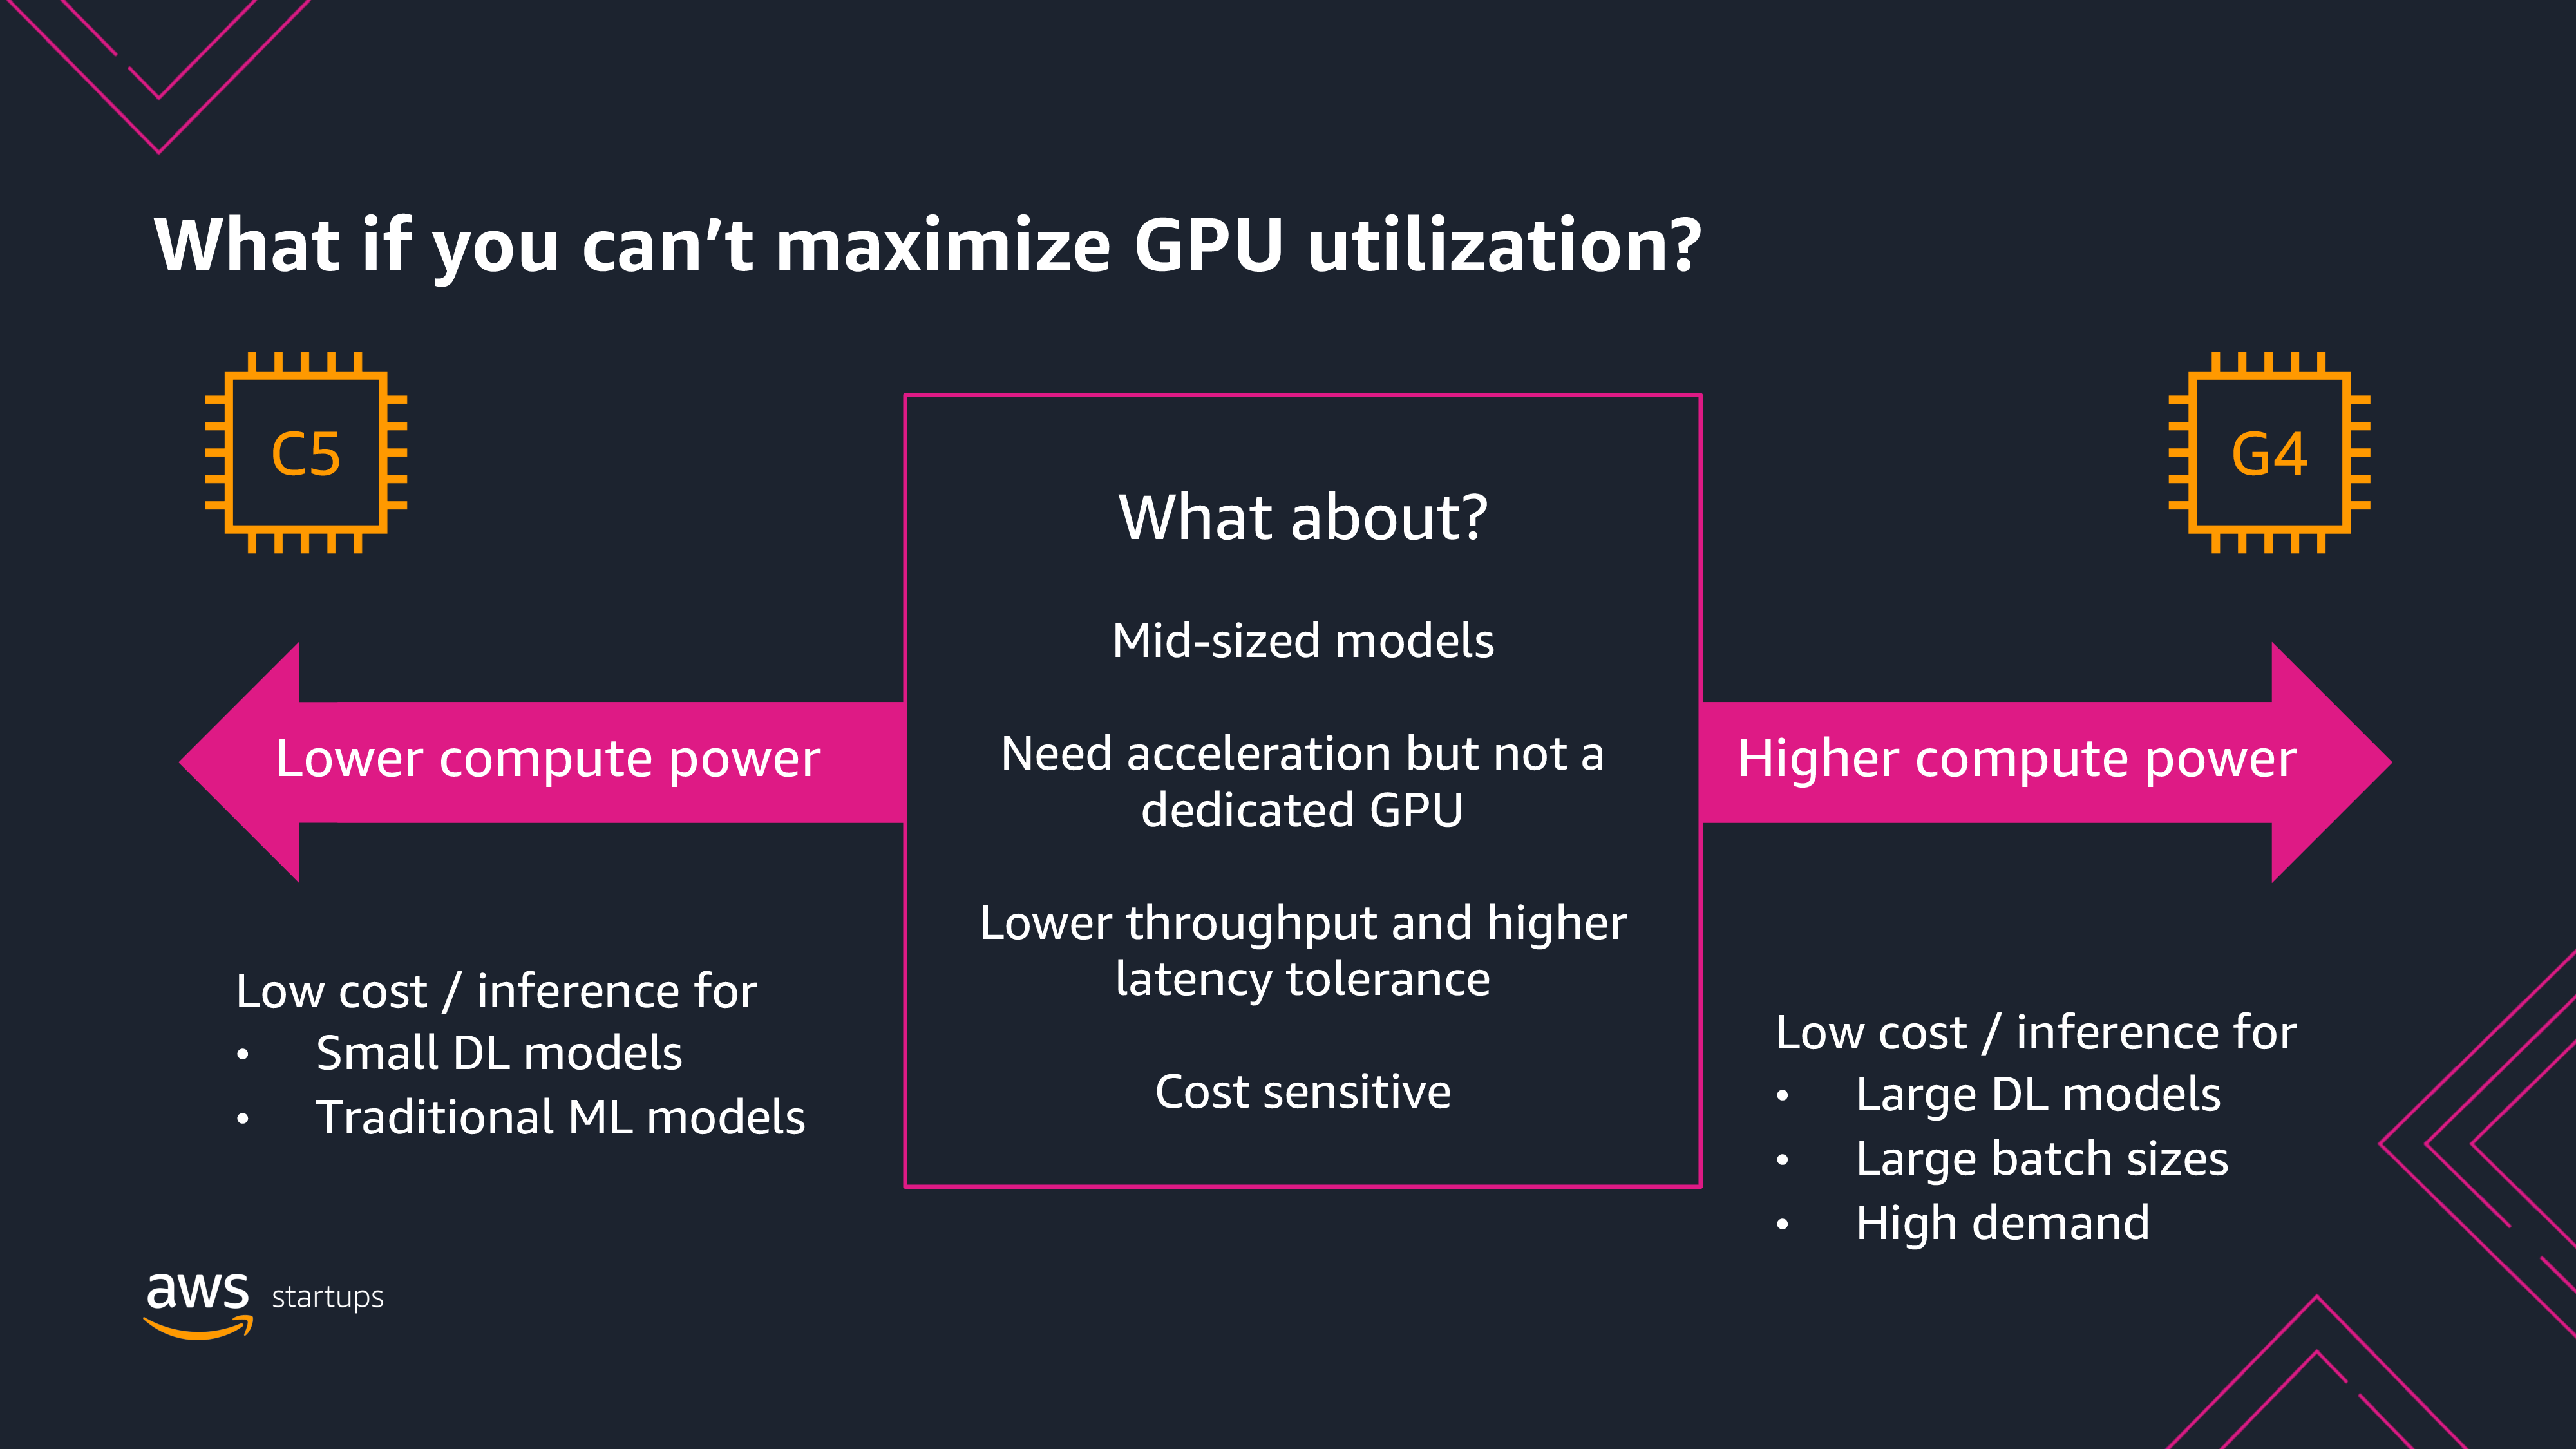 What if you can’t maximize GPU utilization?
C5
G4
What about?
Mid-sized models
Need acceleration but not a
dedicated GPU
Lower throughput and higher
latency tolerance
Cost sensitive
Lower compute power
Higher compute power
Low cost / inference for
• Small DL models
• Traditional ML models
Low cost / inference for
• Large DL models
• Large batch sizes
• High demand
aws startups